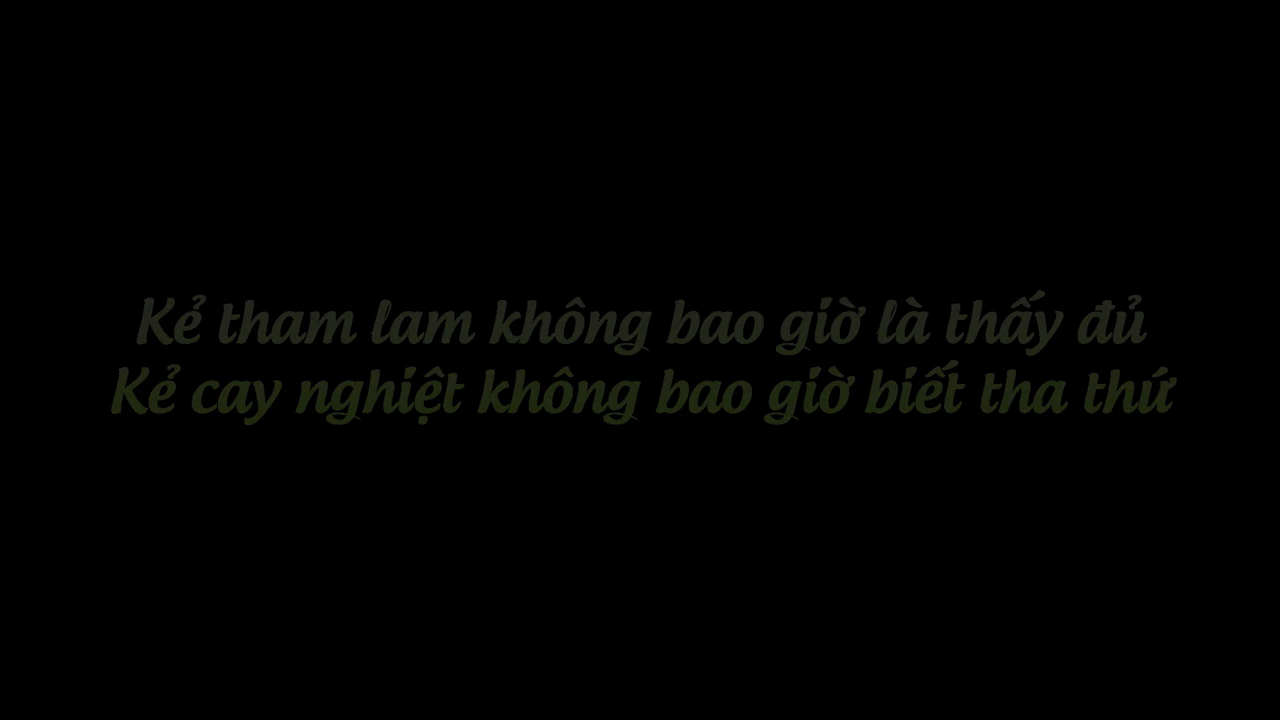 Kẻ tham lam không bao giờ là thấy đủ
Kẻ cay nghiệt không bao giờ biết tha thứ